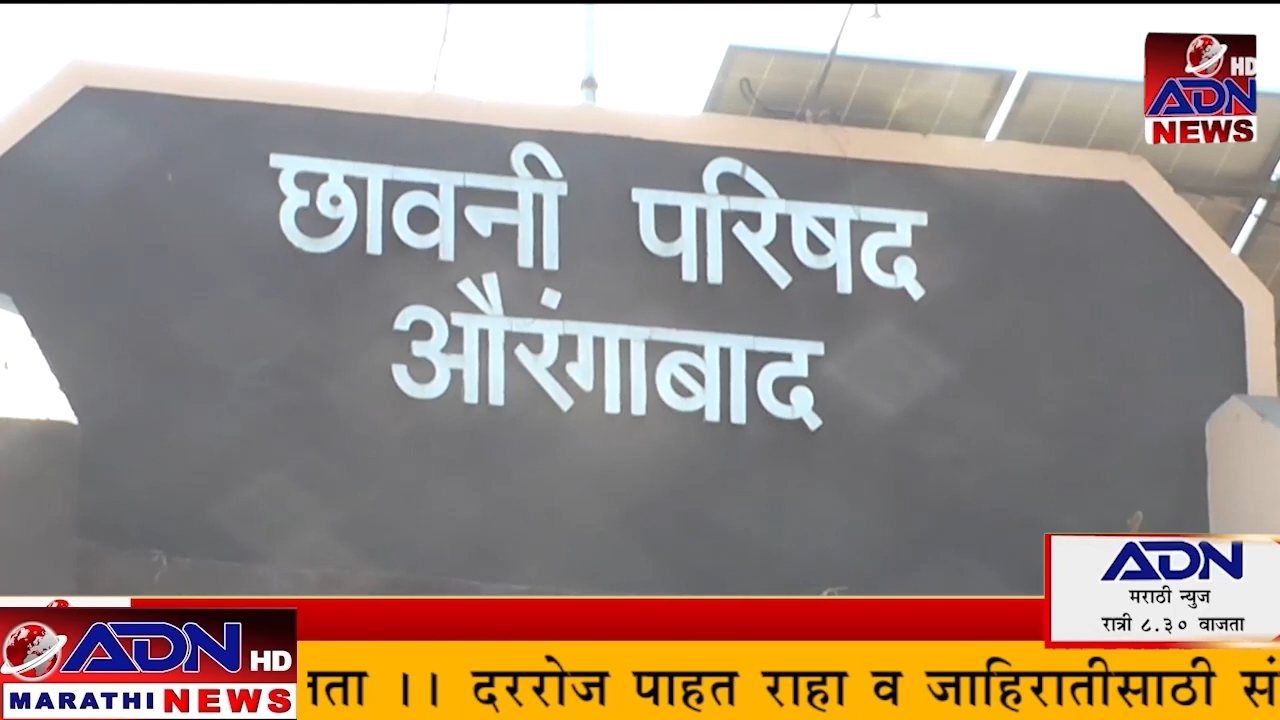 HD
ADN
NEWS
छावनी परिषद
औरंगाबाद
ADN
मराठी न्युज
रात्री ८.३० वाजता
ADN HD
MARATHI NEWS
।। दररोज पाहत राहा व जाहिरातीसाठी